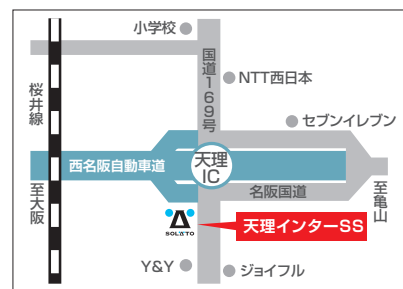 小学校
国道169号
NTT西日本
桜井線
セブンイレブン
西名阪自動車道
天理
IC
至大阪
名阪国道
至亀山
SOLATO
天理インターSS
Y&Y
ジョイフル